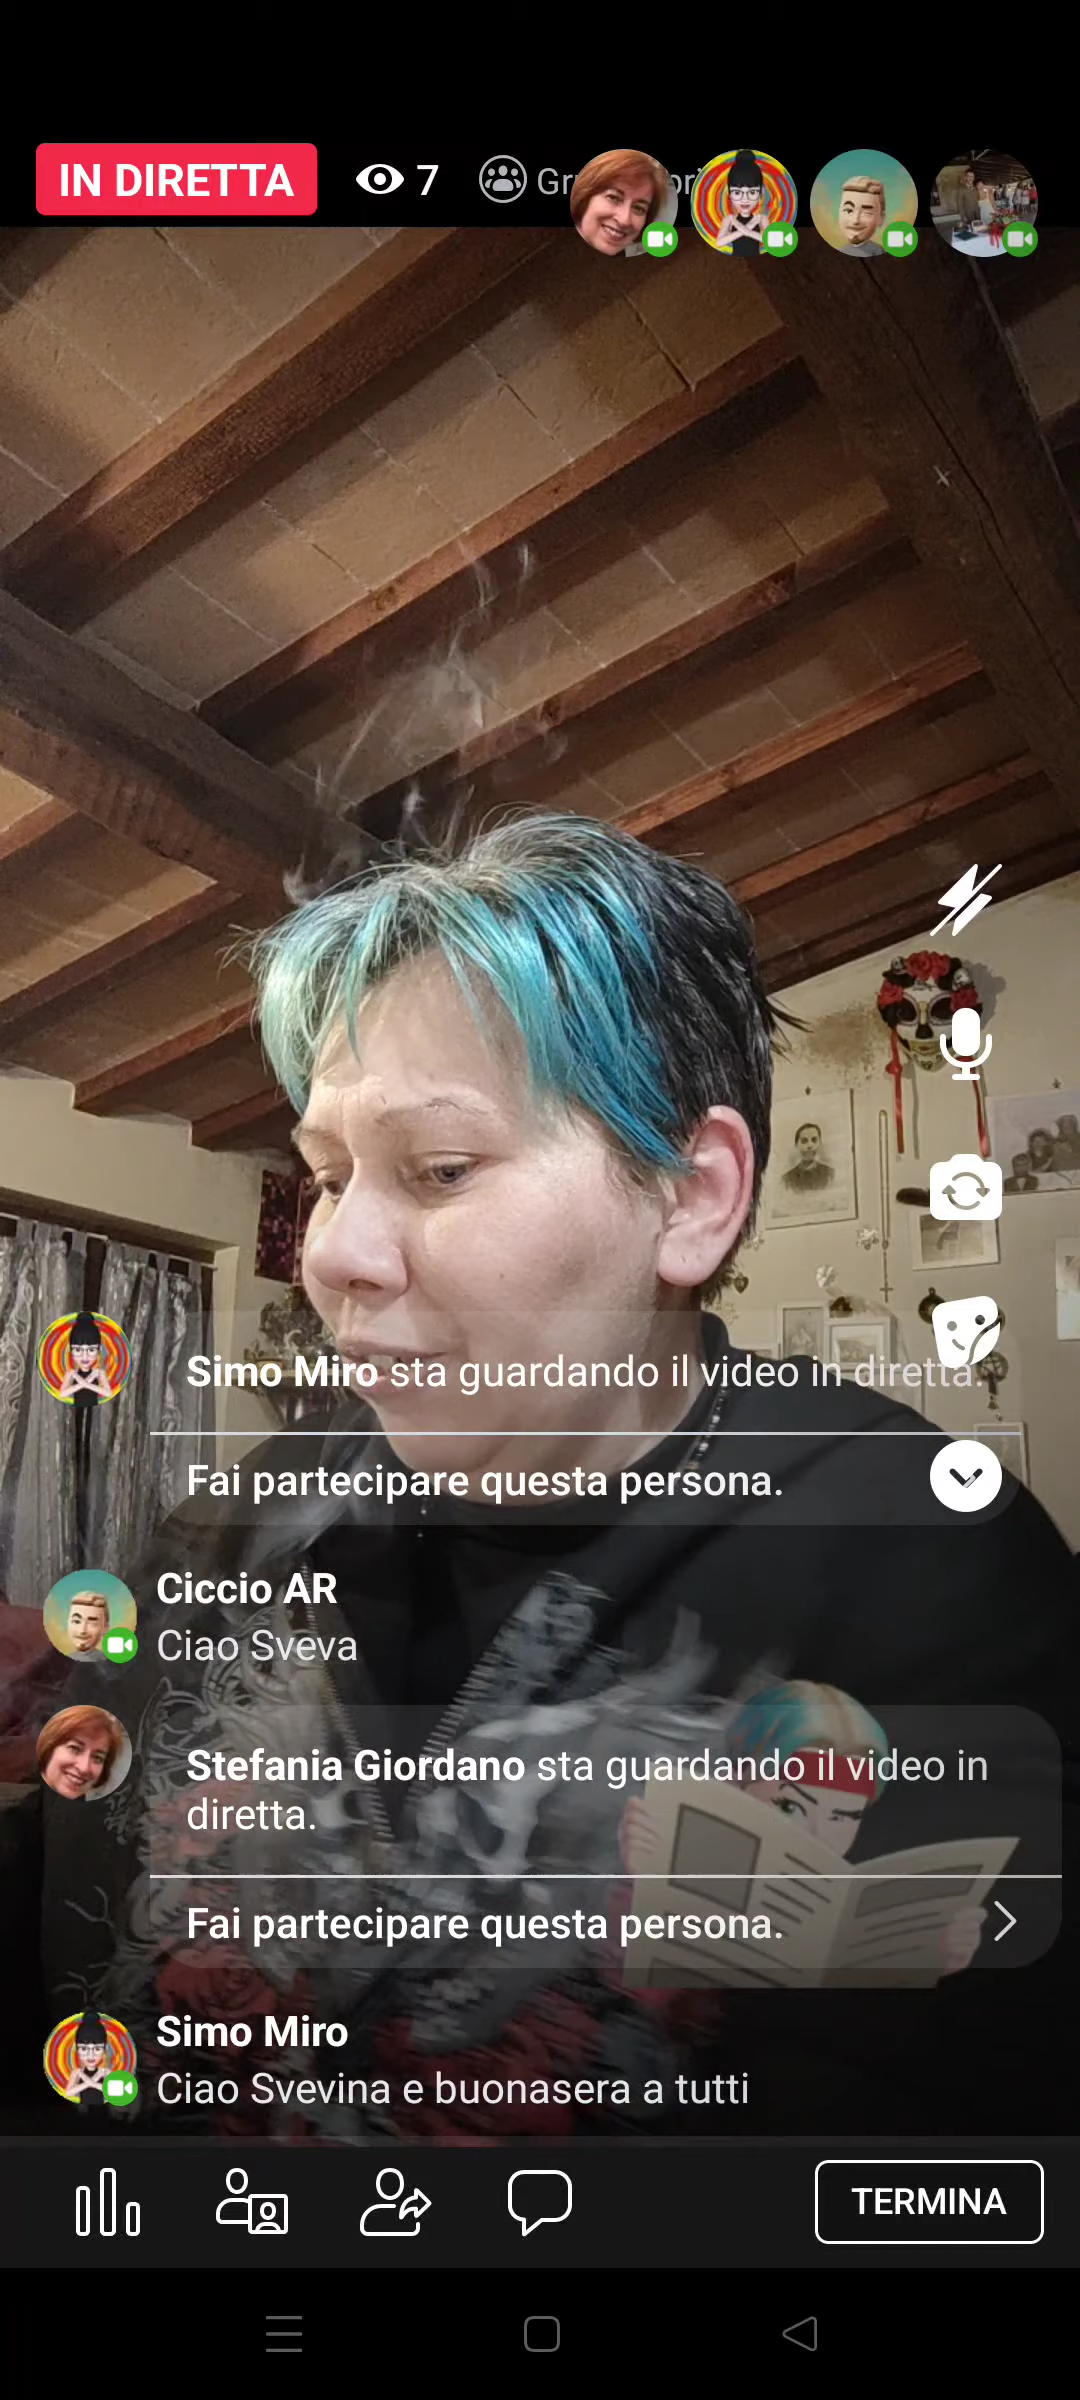 IN DIRETTA
7
Simo Miro sta guardando il video in diretta.
Fai partecipare questa persona.
Ciccio AR
Ciao Sveva
Stefania Giordano sta guardando il video in
diretta.
Fai partecipare questa persona.
Simo Miro
Ciao Svevina e buonasera a tutti
TERMINA